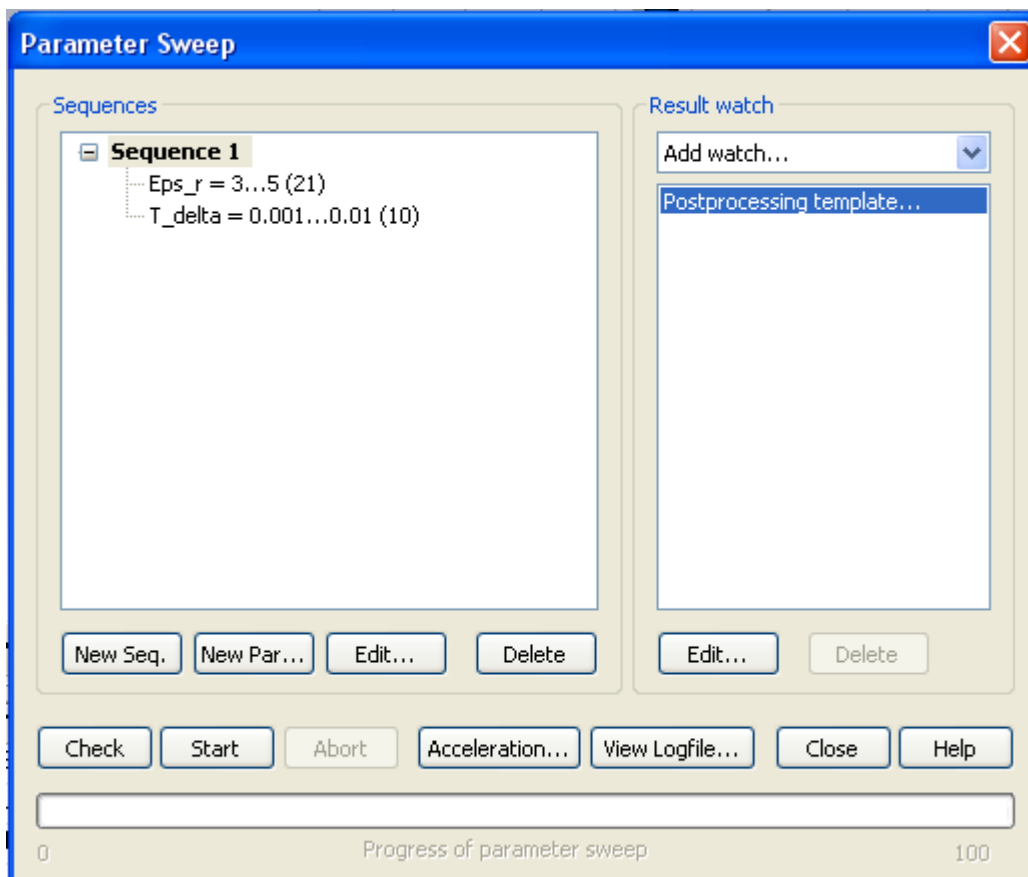 Parameter Sweep
Sequences
Sequence 1
Eps_r = 3...5 (21)
T_delta = 0.001...0.01 (10)
New Seq.
New Par...
Edit...
Delete
Result watch
Add watch...
Postprocessing template...
Edit...
Delete
Check
Start
Abort
Acceleration...
View Logfile...
Close
Help
0
Progress of parameter sweep
100